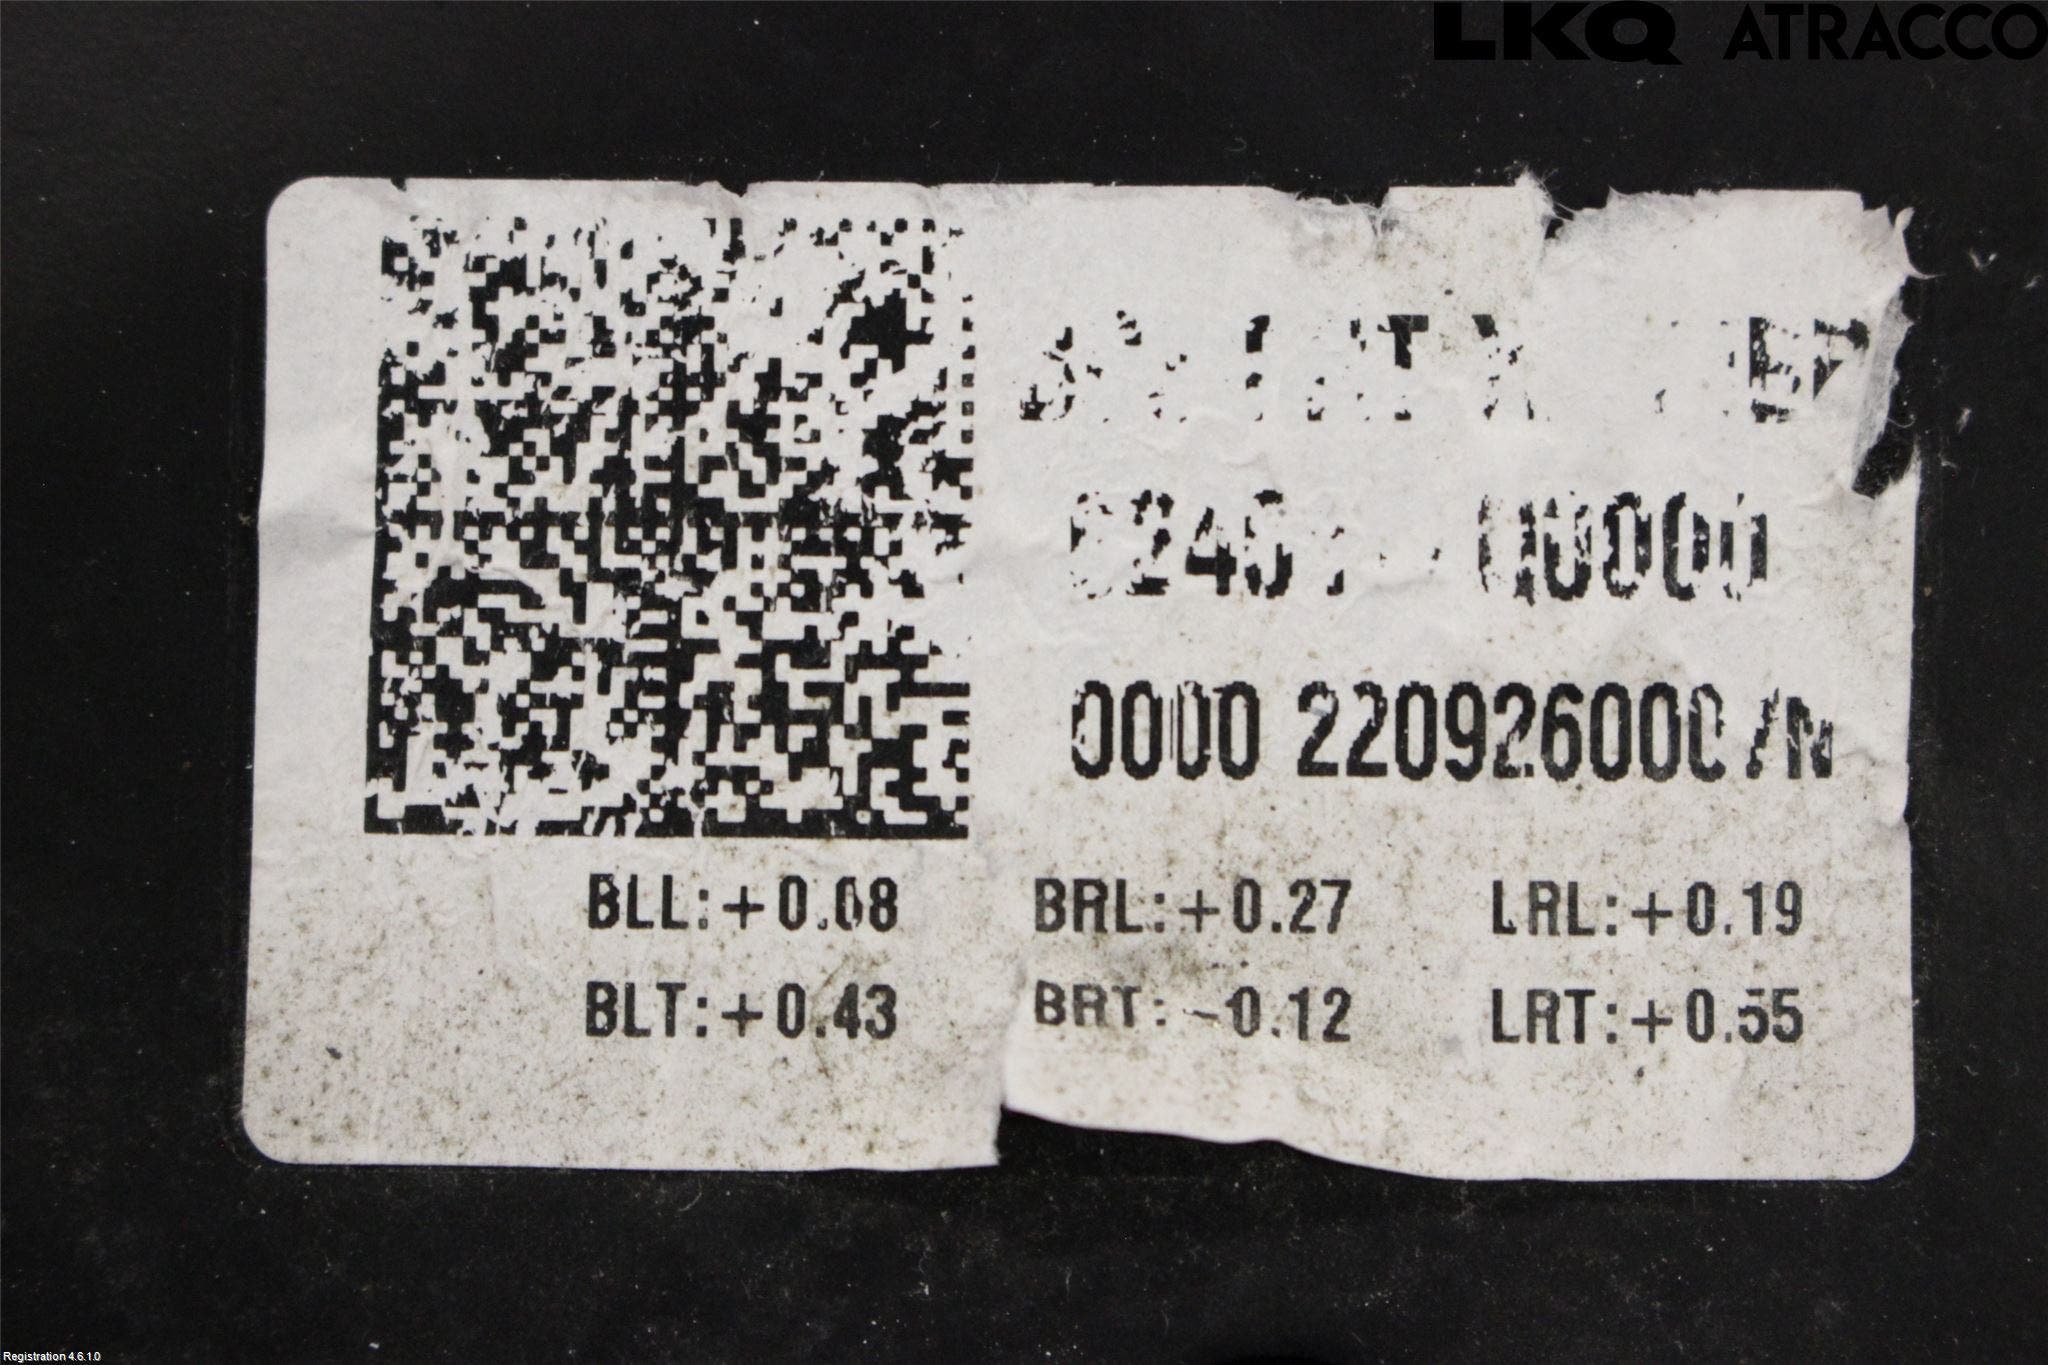 LKQ ATRACCO
0000 220926000 /N
BLL:+0.08 BRL:+0.27 LRL:+0.19
BLT:+0.43 BRT:-0.12 LRT:+0.55
Registration 4.6.1.0